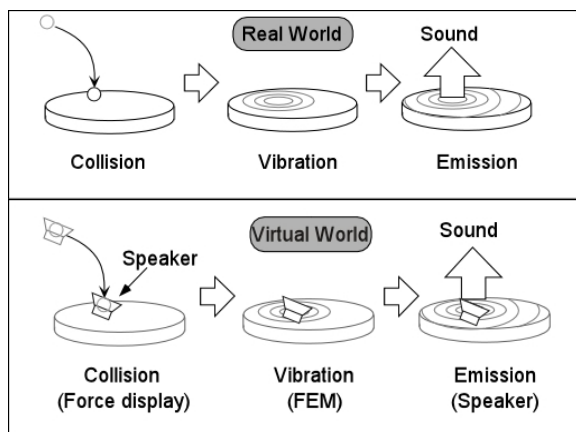 Real World
Sound
Collision
Vibration
Emission
Virtual World
Sound
Speaker
Collision
(Force display)
Vibration
(FEM)
Emission
(Speaker)